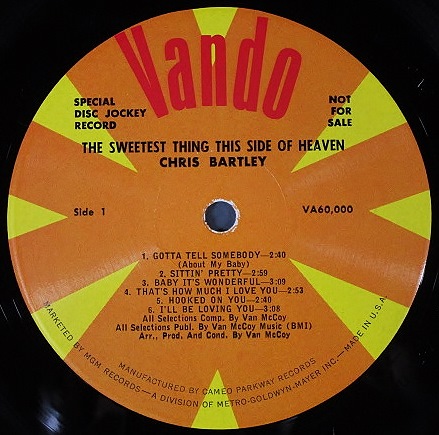 Vando
SPECIAL
DISC JOCKEY
RECORD
NOT
FOR
SALE
THE SWEETEST THING THIS SIDE OF HEAVEN
CHRIS BARTLEY
Side 1
VA60,000
1. GOTTA TELL SOMEBODY—2:40
(About My Baby)
2. SITTIN' PRETTY—2:59
3. BABY IT'S WONDERFUL—3:09
4. THAT'S HOW MUCH I LOVE YOU—2:53
5. HOOKED ON YOU—2:40
6. I'LL BE LOVING YOU—3:08
All Selections Comp. By Van McCoy
All Selections Publ. By Van McCoy Music (BMI)
Arr., Prod. And Cond. By Van McCoy
MANUFACTURED BY CAMEO PARKWAY RECORDS
MARKETED BY MGM RECORDS—A DIVISION OF METRO-GOLDWYN-MAYER INC.—MADE IN U.S.A.